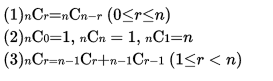 (1)ₙCᵣ=ₙCₙ₋ᵣ (0≤r≤n)
(2)ₙC₀=1, ₙCₙ = 1, ₙC₁=n
(3)ₙCᵣ₌ₙ₋₁Cᵣ+ₙ₋₁Cᵣ₋₁ (1≤r < n)